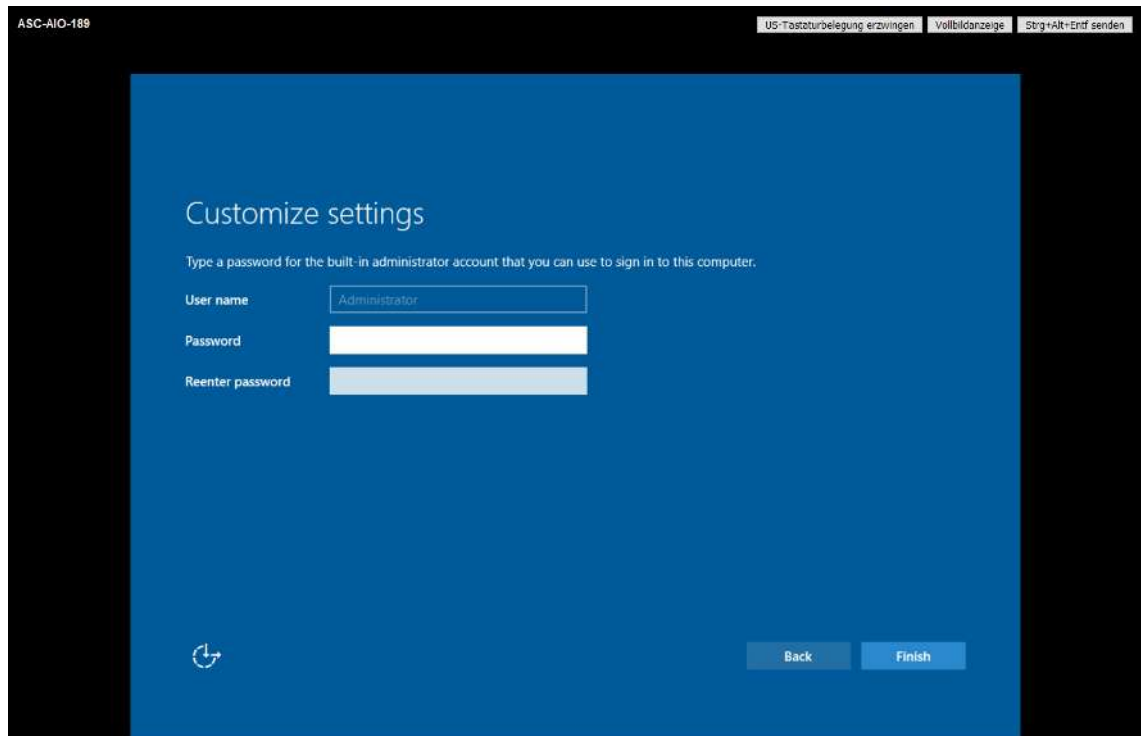 ASC-AIO-189
US-Tastaturbelegung erzwingen Vollbildanzeige Strg+Alt+Entf senden
Customize settings
Type a password for the built-in administrator account that you can use to sign in to this computer.
User name Administrator
Password
Reenter password
Back Finish